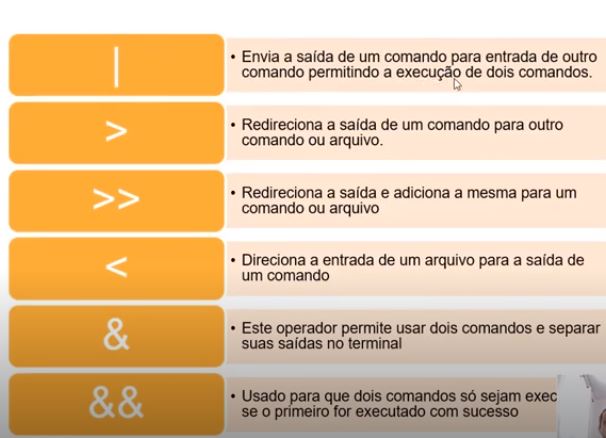 |
• Envia a saída de um comando para entrada de outro
comando permitindo a execução de dois comandos.
>
• Redireciona a saída de um comando para outro
comando ou arquivo.
>>
• Redireciona a saída e adiciona a mesma para um
comando ou arquivo
<
• Direciona a entrada de um arquivo para a saída de
um comando
&
• Este operador permite usar dois comandos e separar
suas saídas no terminal
&&
• Usado para que dois comandos só sejam exec
se o primeiro for executado com sucesso